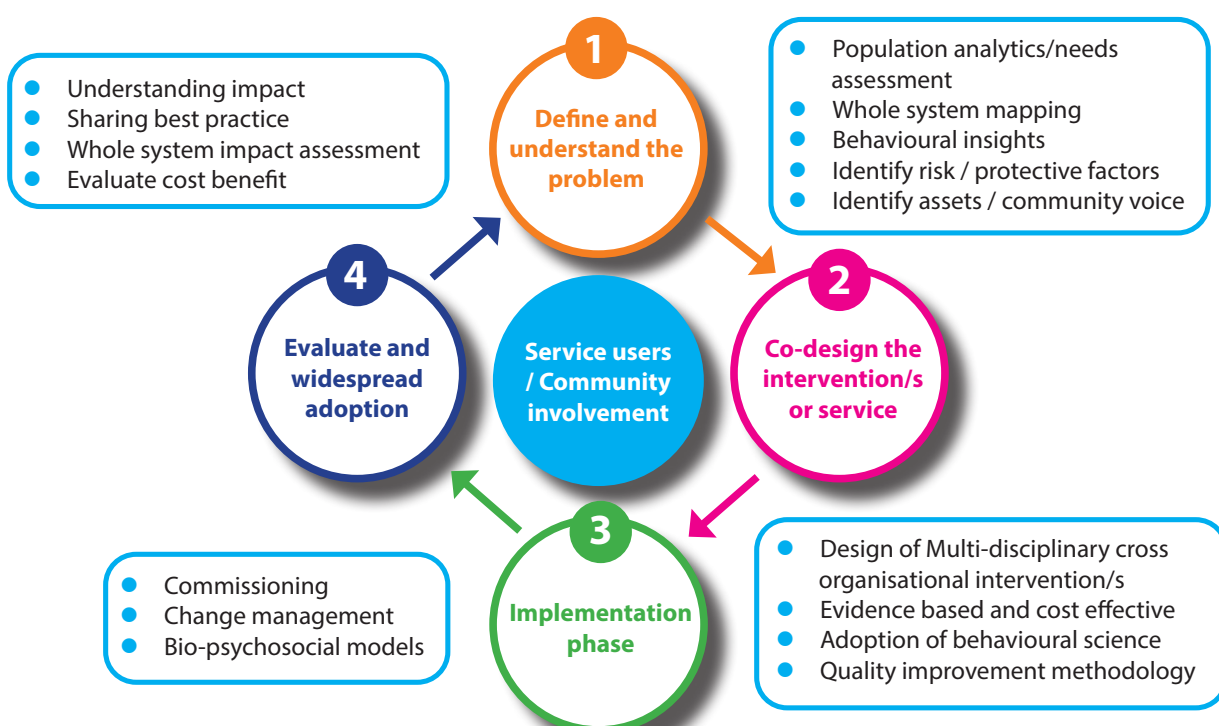 1
Define and
understand the
problem
Population analytics/needs
assessment
Whole system mapping
Behavioural insights
Identify risk / protective factors
Identify assets / community voice
2
Co-design the
intervention/s
or service
Design of Multi-disciplinary cross
organisational intervention/s
Evidence based and cost effective
Adoption of behavioural science
Quality improvement methodology
3
Implementation
phase
Commissioning
Change management
Bio-psychosocial models
4
Evaluate and
widespread
adoption
Understanding impact
Sharing best practice
Whole system impact assessment
Evaluate cost benefit
Service users
/ Community
involvement